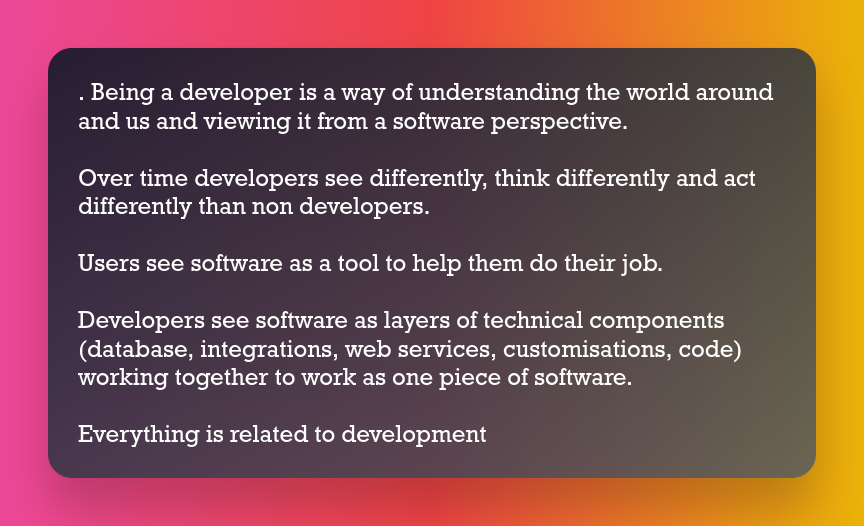 . Being a developer is a way of understanding the world around
and us and viewing it from a software perspective.
Over time developers see differently, think differently and act
differently than non developers.
Users see software as a tool to help them do their job.
Developers see software as layers of technical components
(database, integrations, web services, customisations, code)
working together to work as one piece of software.
Everything is related to development